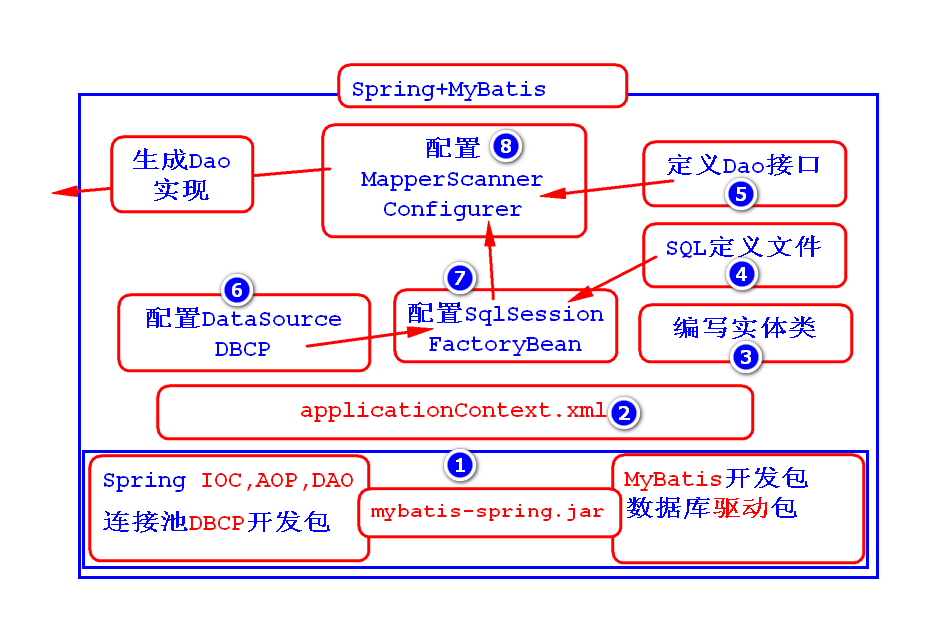 Spring+MyBatis
生成Dao
实现
配置 8
MapperScanner
Configurer
定义Dao接口
5
SQL定义文件
4
6
配置DataSource
DBCP
7
配置SqlSession
FactoryBean
编写实体类
3
applicationContext.xml 2
1
Spring IOC,AOP,DAO
连接池DBCP开发包
mybatis-spring.jar
MyBatis开发包
数据库驱动包